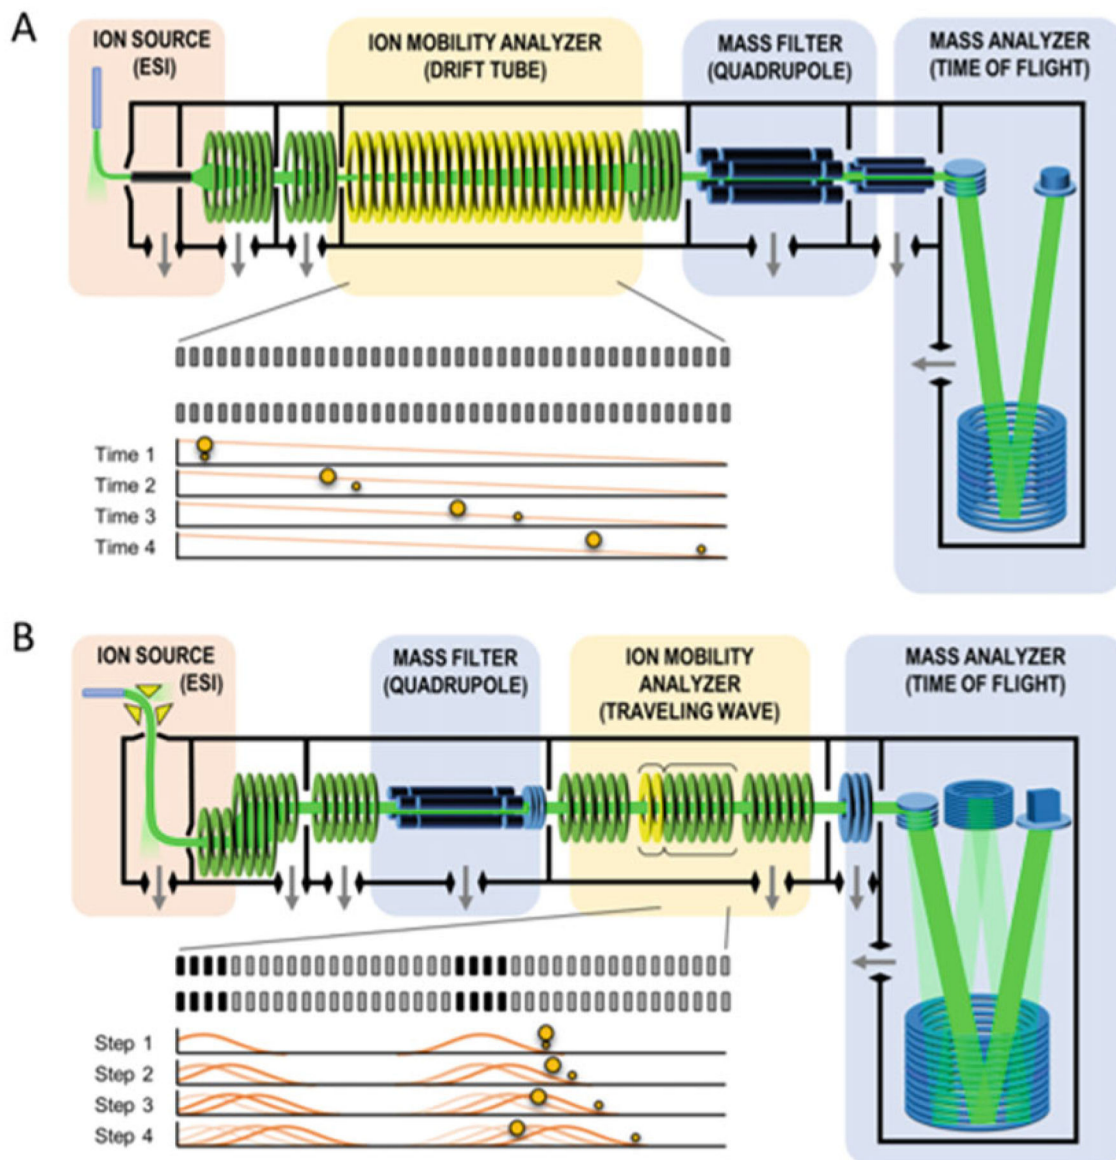 A
ION SOURCE
(ESI)
ION MOBILITY ANALYZER
(DRIFT TUBE)
MASS FILTER
(QUADRUPOLE)
MASS ANALYZER
(TIME OF FLIGHT)
Time 1
Time 2
Time 3
Time 4
B
ION SOURCE
(ESI)
MASS FILTER
(QUADRUPOLE)
ION MOBILITY
ANALYZER
(TRAVELING WAVE)
MASS ANALYZER
(TIME OF FLIGHT)
Step 1
Step 2
Step 3
Step 4